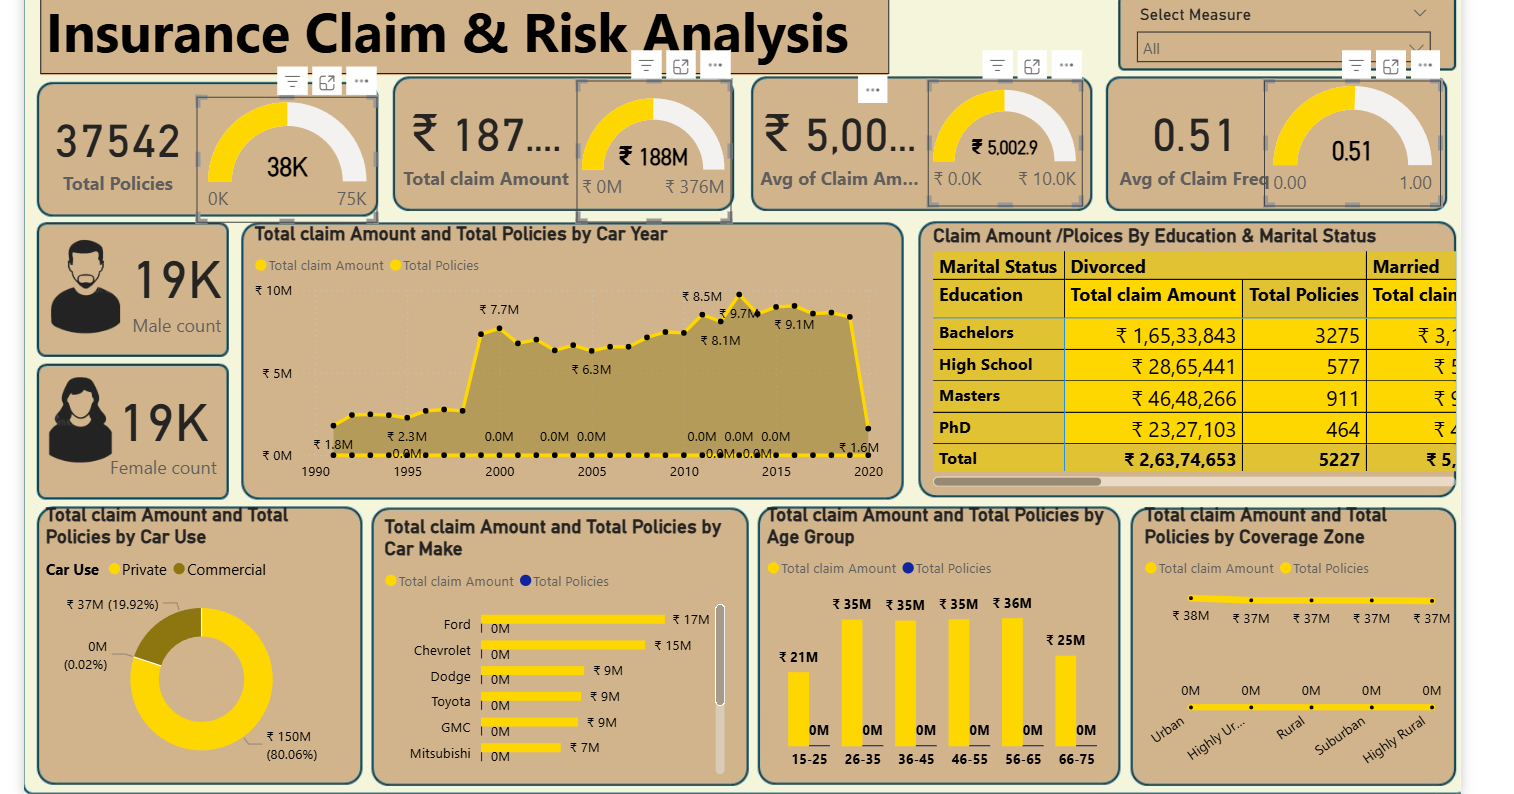 Insurance Claim & Risk Analysis
Select Measure
All
37542
Total Policies
38K
0K
75K
₹ 187....
Total claim Amount
₹ 188M
₹ 0M
₹ 376M
₹ 5,00...
Avg of Claim Am...
₹ 5,002.9
₹ 0.0K
₹ 10.0K
0.51
Avg of Claim Freq
0.51
0.00
1.00
19K
Male count
19K
Female count
Total claim Amount and Total Policies by Car Year
Total claim Amount Total Policies
₹ 10M
₹ 5M
₹ 0M
₹ 1.8M
₹ 2.3M
₹ 7.7M
₹ 6.3M
₹ 8.5M
₹ 8.1M
₹ 9.7M
₹ 9.1M
₹ 1.6M
0.0M
0.0M 0.0M 0.0M 0.0M 0.0M 0.0M
0.0M 0.0M
1990 1995 2000 2005 2010 2015 2020
Claim Amount /Ploices By Education & Marital Status
Marital Status Divorced Married
Education Total claim Amount Total Policies Total clain
Bachelors ₹ 1,65,33,843 3275 ₹ 3,1
High School ₹ 28,65,441 577 ₹ 5
Masters ₹ 46,48,266 911 ₹ 9
PhD ₹ 23,27,103 464 ₹ 4
Total ₹ 2,63,74,653 5227 ₹ 5,
Total claim Amount and Total
Policies by Car Use
Car Use Private Commercial
₹ 37M (19.92%)
0M
(0.02%)
₹ 150M
(80.06%)
Total claim Amount and Total Policies by
Car Make
Total claim Amount Total Policies
Ford ₹ 17M
0M
Chevrolet ₹ 15M
0M
Dodge ₹ 9M
0M
Toyota ₹ 9M
0M
GMC ₹ 9M
0M
Mitsubishi ₹ 7M
0M
Total claim Amount and Total Policies by
Age Group
Total claim Amount Total Policies
₹ 21M ₹ 35M ₹ 35M ₹ 35M ₹ 36M ₹ 25M
0M 0M 0M 0M 0M 0M
15-25 26-35 36-45 46-55 56-65 66-75
Total claim Amount and Total
Policies by Coverage Zone
Total claim Amount Total Policies
₹ 38M ₹ 37M ₹ 37M ₹ 37M ₹ 37M
0M 0M 0M 0M 0M
Urban Highly Ur... Rural Suburban Highly Rural